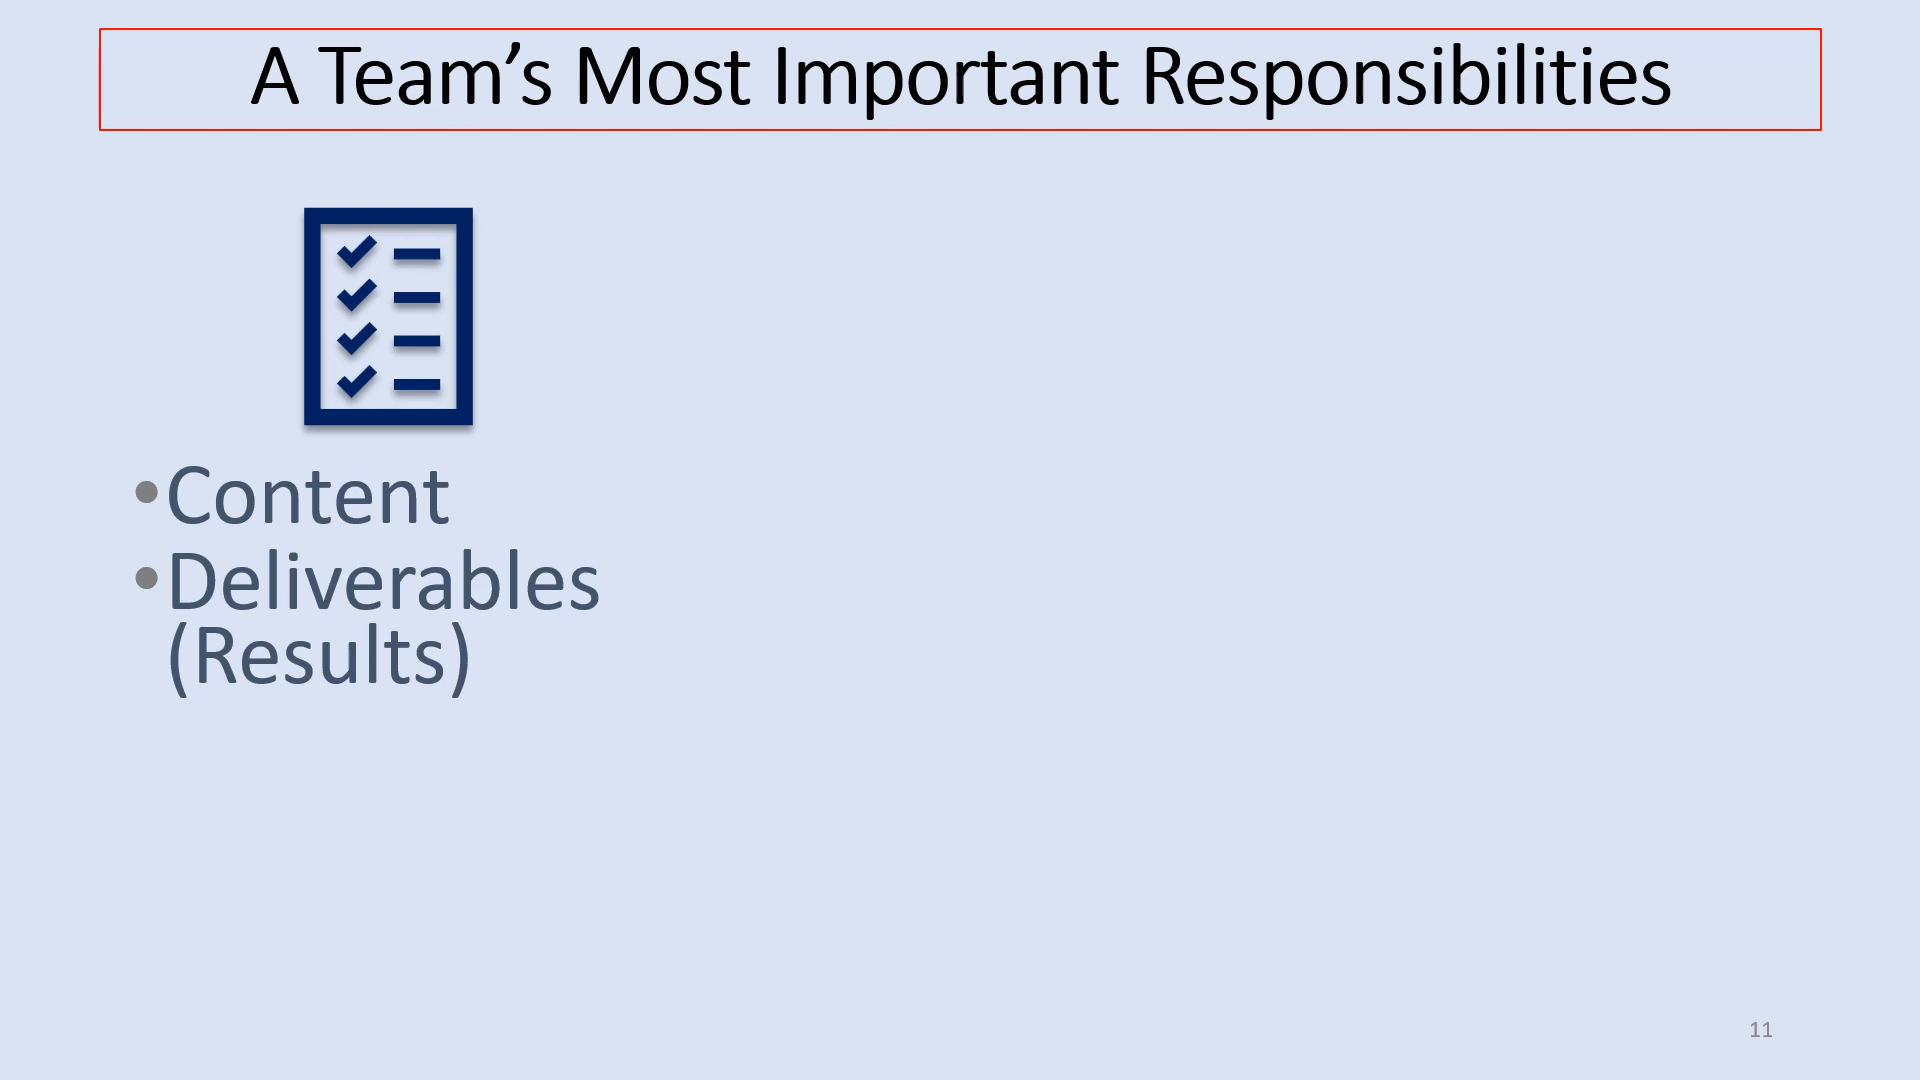 A Team’s Most Important Responsibilities
•Content
•Deliverables
(Results)
11